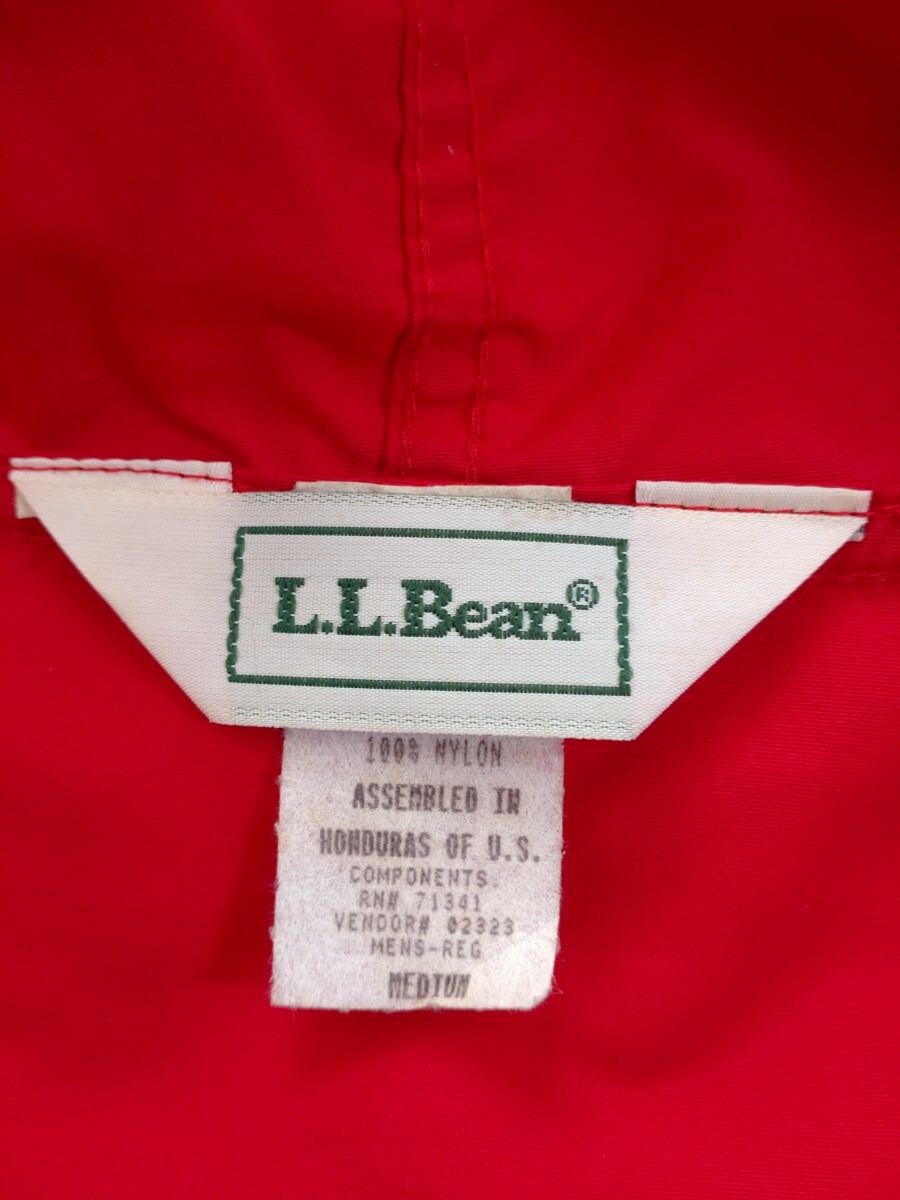 L.L.Bean®
100% NYLON
ASSEMBLED IN
HONDURAS OF U.S.
COMPONENTS.
RN# 71341
VENDOR# 02323
MENS-REG
MEDIUM